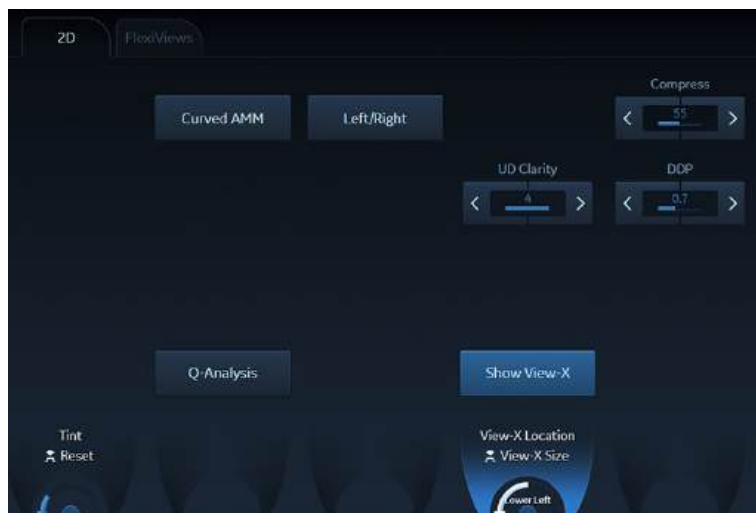 2D
FlexiViews
Compress
Curved AMM
Left/Right
55
UD Clarity
DDP
4
0.7
Q-Analysis
Show View-X
Tint
Reset
View-X Location
View-X Size
Lower Left